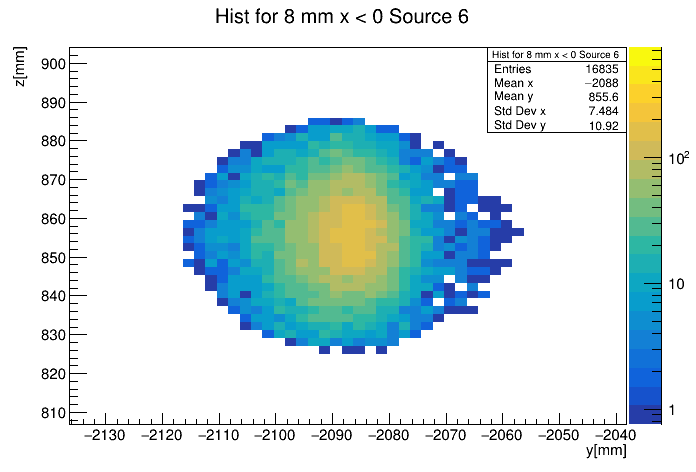 Hist for 8 mm x < 0 Source 6
z[mm]
Hist for 8 mm x < 0 Source 6
Entries 16835
Mean x −2088
Mean y 855.6
Std Dev x 7.484
Std Dev y 10.92
900
890
880
870
860
850
840
830
820
810
10²
10
1
−2130 −2120 −2110 −2100 −2090 −2080 −2070 −2060 −2050 −2040
y[mm]